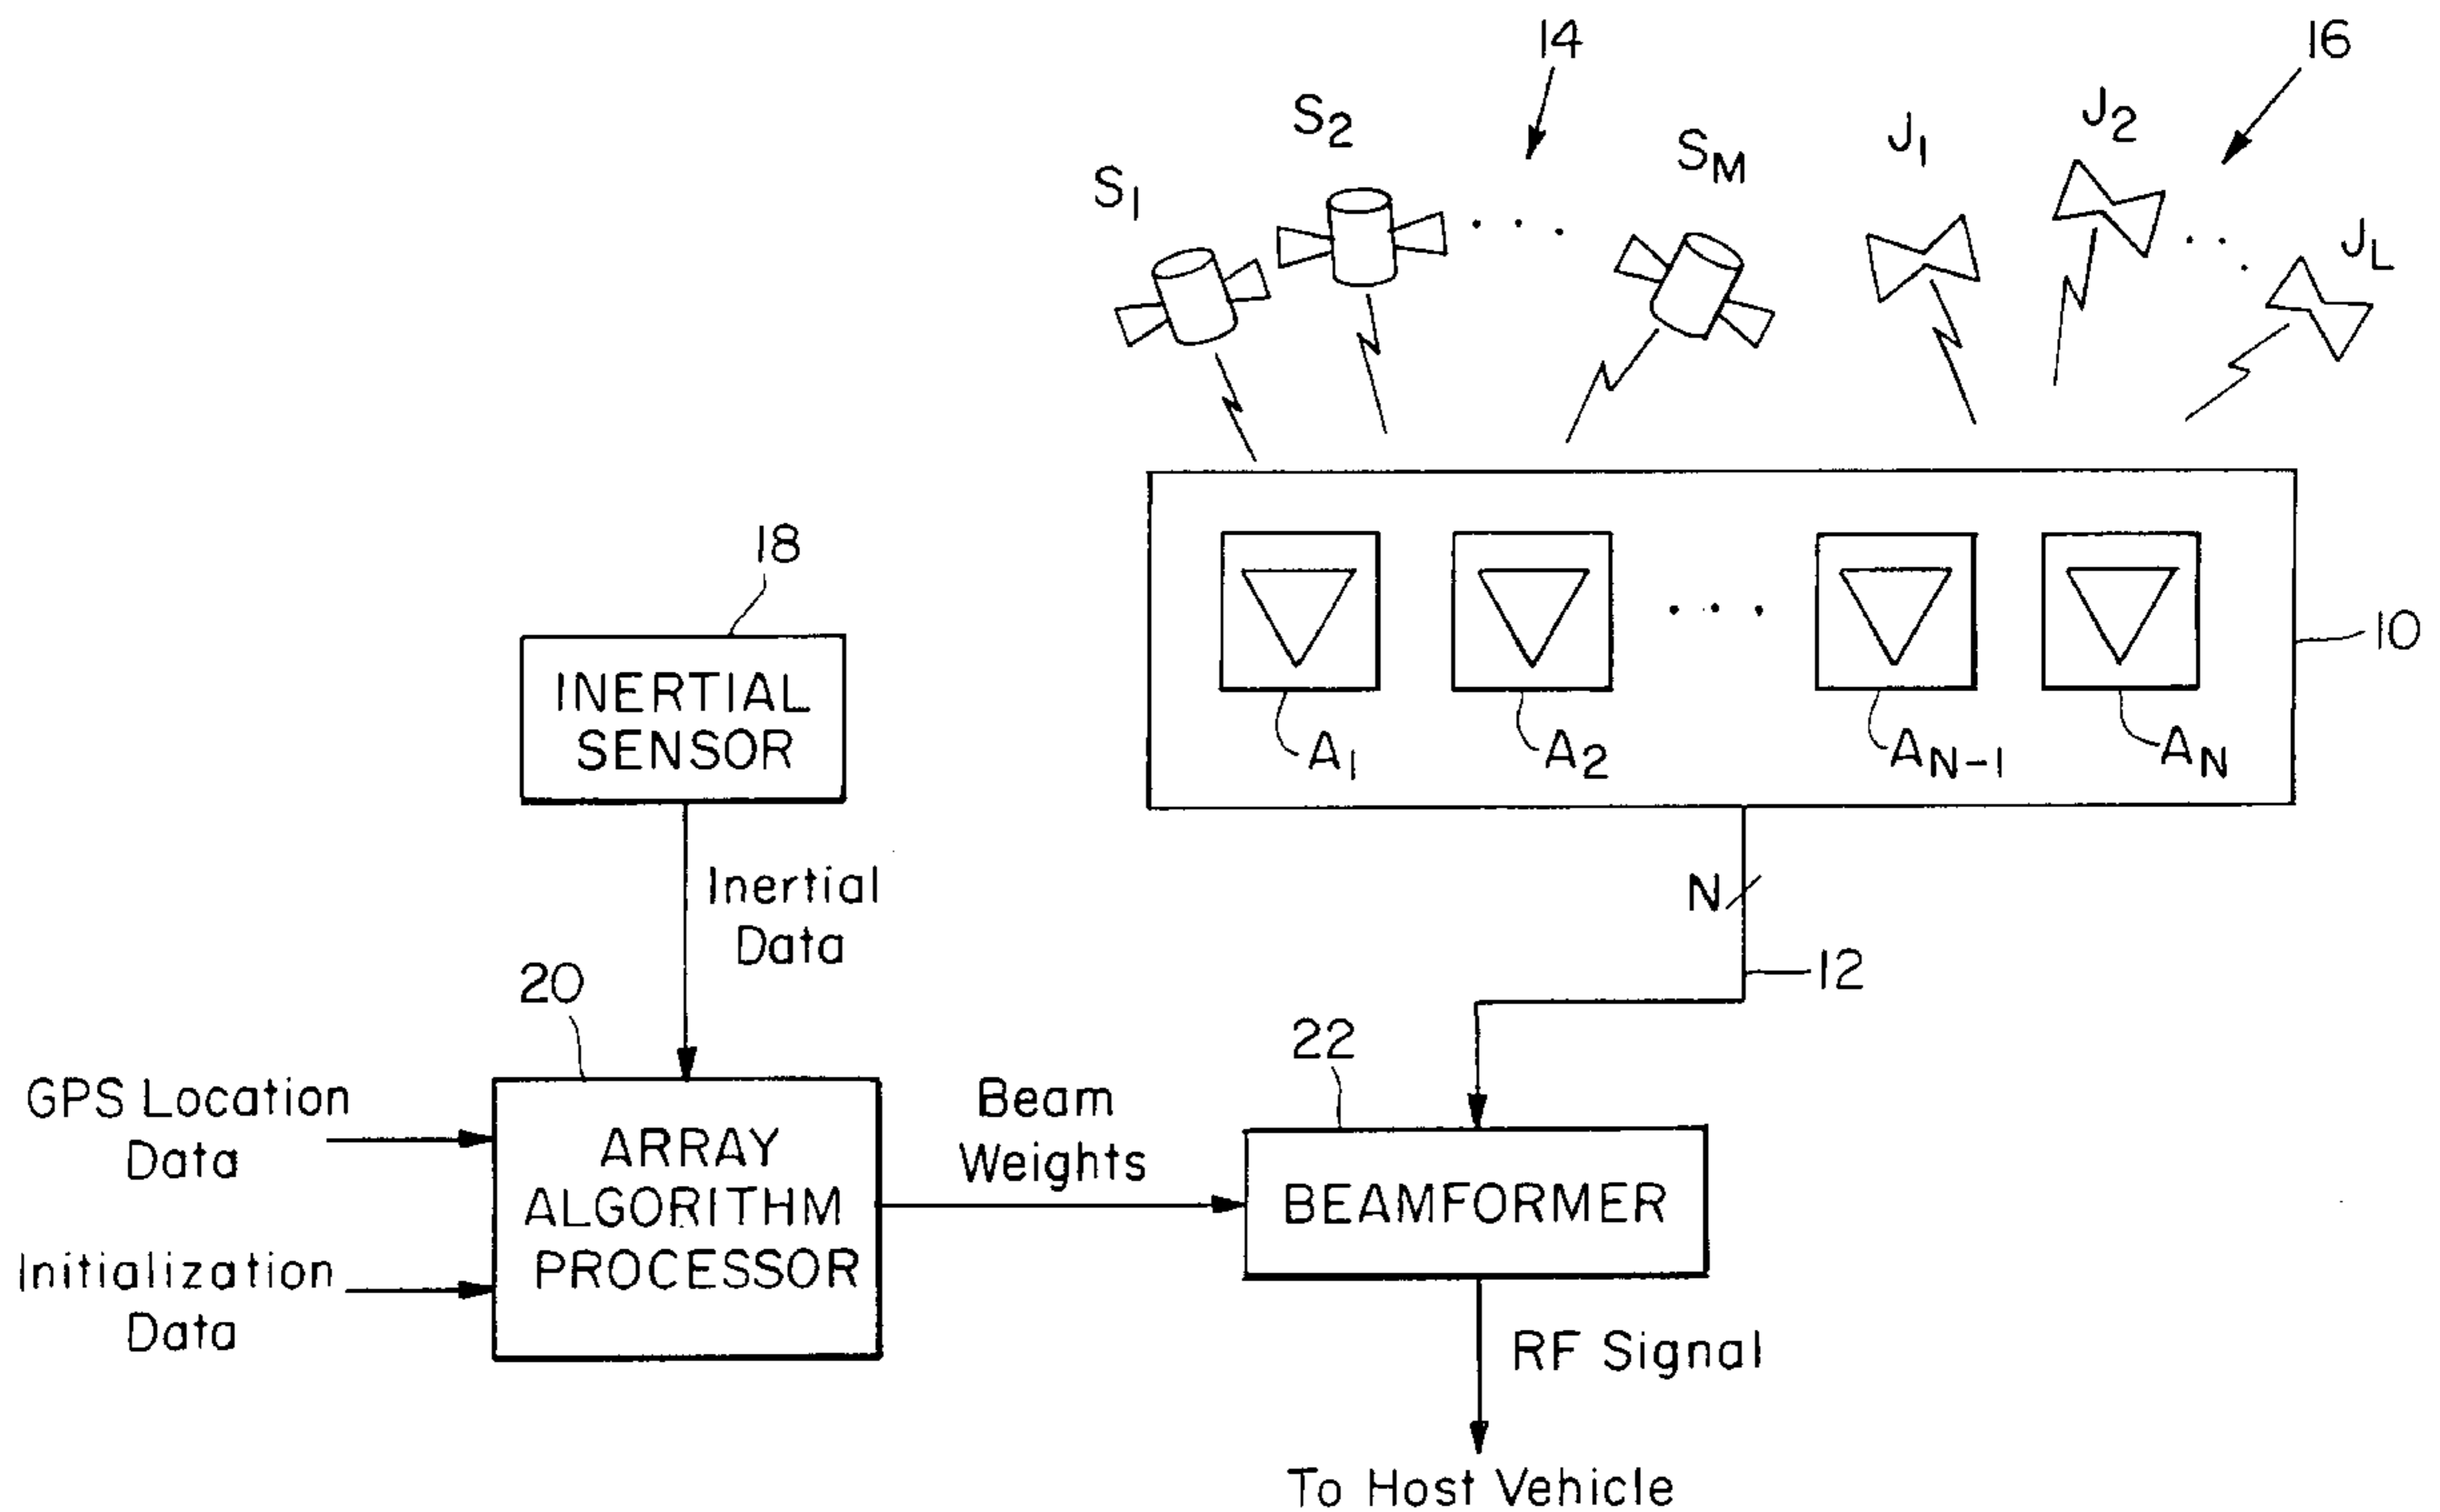 14
16
S1
S2
SM
J1
J2
JL
18
INERTIAL
SENSOR
10
A1
A2
AN-1
AN
Inertial
Data
N
12
20
22
GPS Location
Data
Initialization
Data
ARRAY
ALGORITHM
PROCESSOR
Beam
Weights
BEAMFORMER
RF Signal
To Host Vehicle